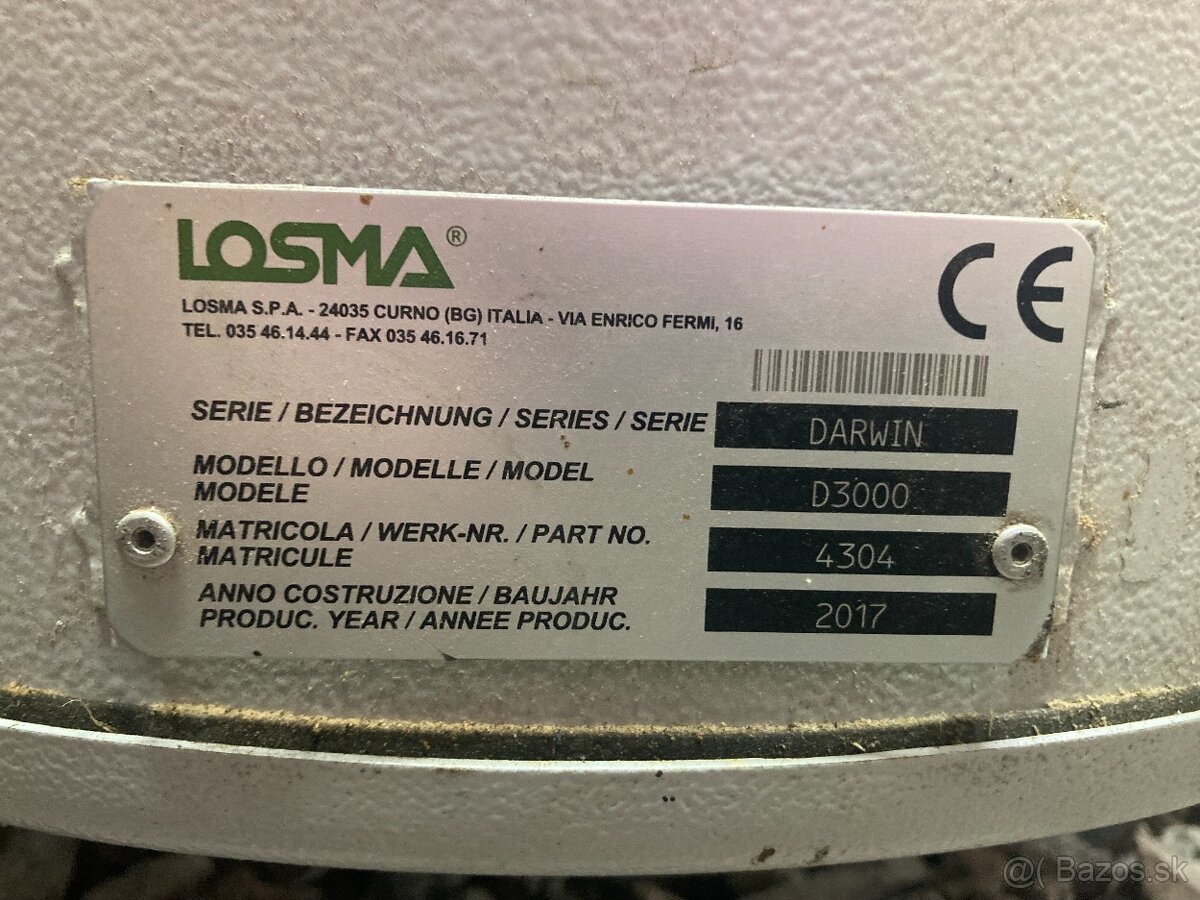 LOSMA®
LOSMA S.P.A. - 24035 CURNO (BG) ITALIA - VIA ENRICO FERMI, 16
TEL. 035 46.14.44 - FAX 035 46.16.71
CE
SERIE / BEZEICHNUNG / SERIES / SERIE DARWIN
MODELLO / MODELLE / MODEL
MODELE D3000
MATRICOLA / WERK-NR. / PART NO.
MATRICULE 4304
ANNO COSTRUZIONE / BAUJAHR
PRODUC. YEAR / ANNEE PRODUC. 2017
@( Bazos.sk